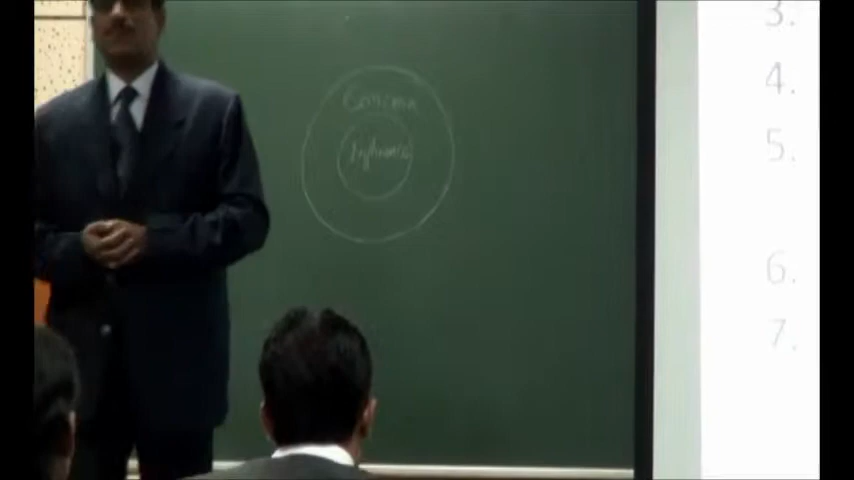 Concern
Influence
3.
4.
5.
6.
7.